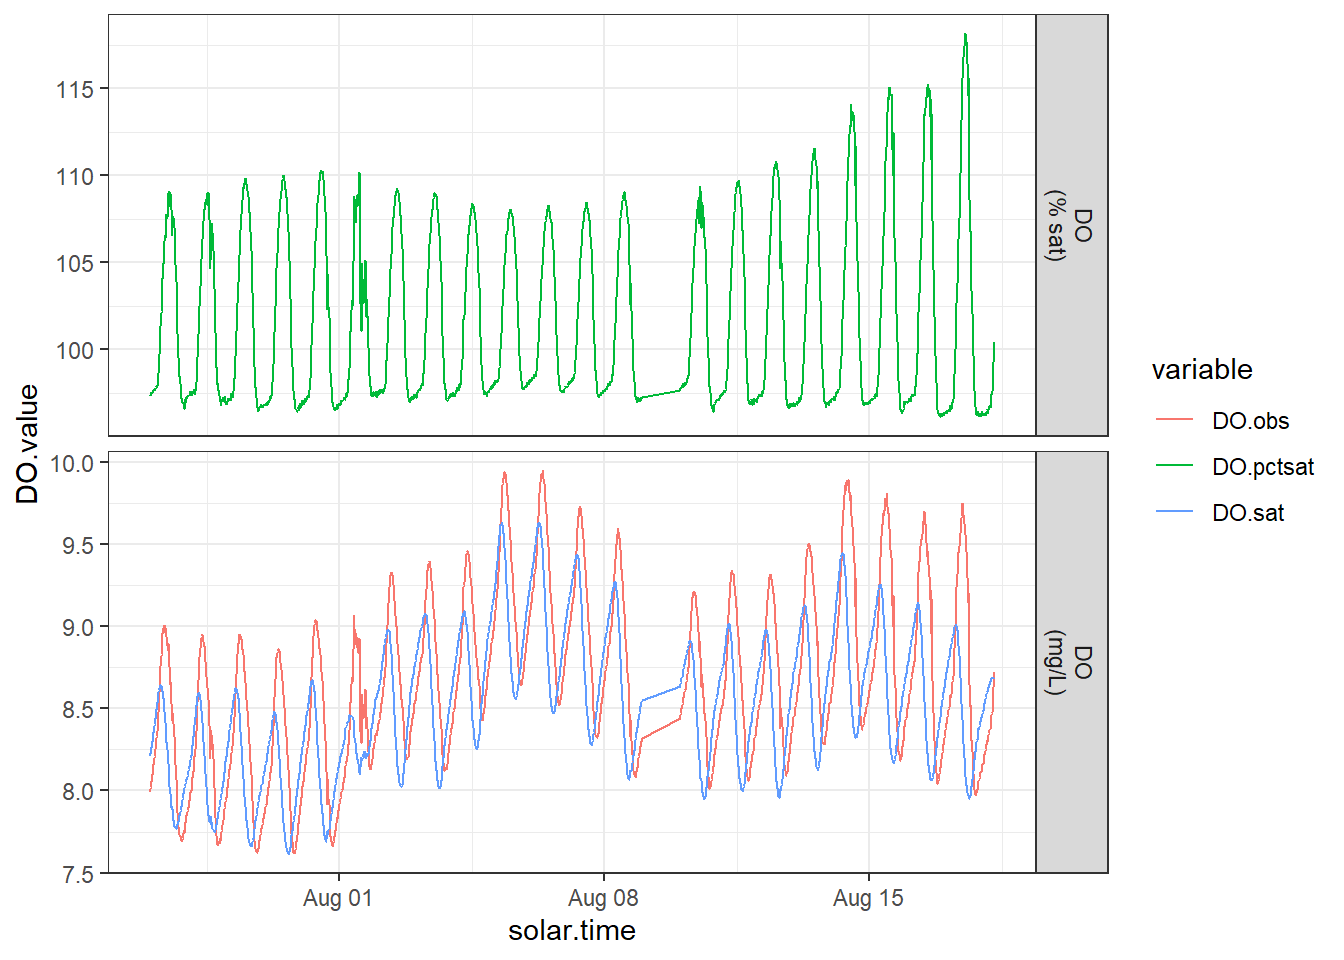 115
110
105
100
DO
(% sat)
DO.value
10.0
9.5
9.0
8.5
8.0
7.5
DO
(mg/L)
Aug 01
Aug 08
Aug 15
solar.time
variable
DO.obs
DO.pctsat
DO.sat